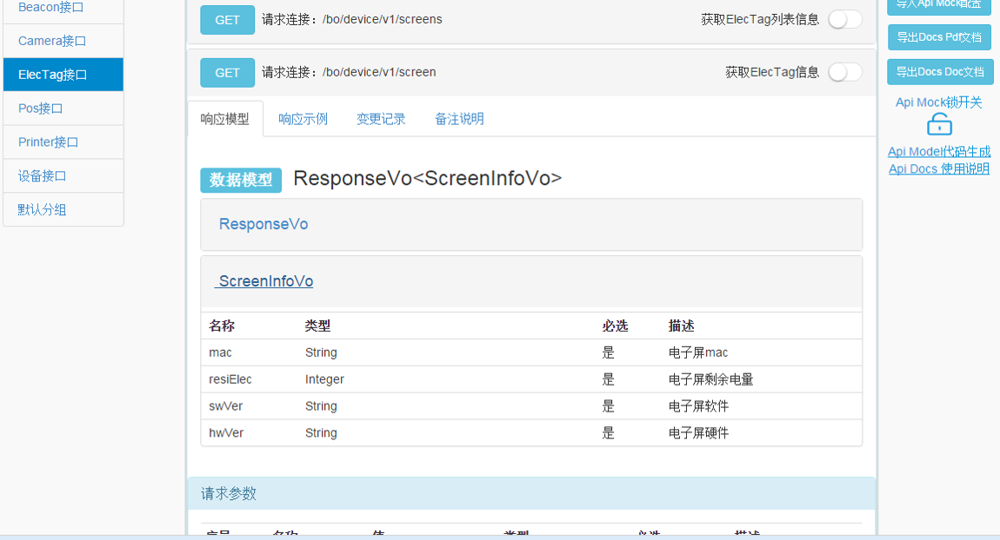 Beacon接口
Camera接口
ElecTag接口
Pos接口
Printer接口
设备接口
默认分组
GET 请求连接：/bo/device/v1/screens 获取ElecTag列表信息
GET 请求连接：/bo/device/v1/screen 获取ElecTag信息
响应模型 响应示例 变更记录 备注说明
数据模型 ResponseVo<ScreenInfoVo>
ResponseVo
ScreenInfoVo
名称 类型 必选 描述
mac String 是 电子屏mac
resiElec Integer 是 电子屏剩余电量
swVer String 是 电子屏软件
hwVer String 是 电子屏硬件
请求参数
序号 名称 值 类型 必选 描述
导入Api Mock配置
导出Docs Pdf文档
导出Docs Doc文档
Api Mock锁开关
Api Model代码生成
Api Docs 使用说明